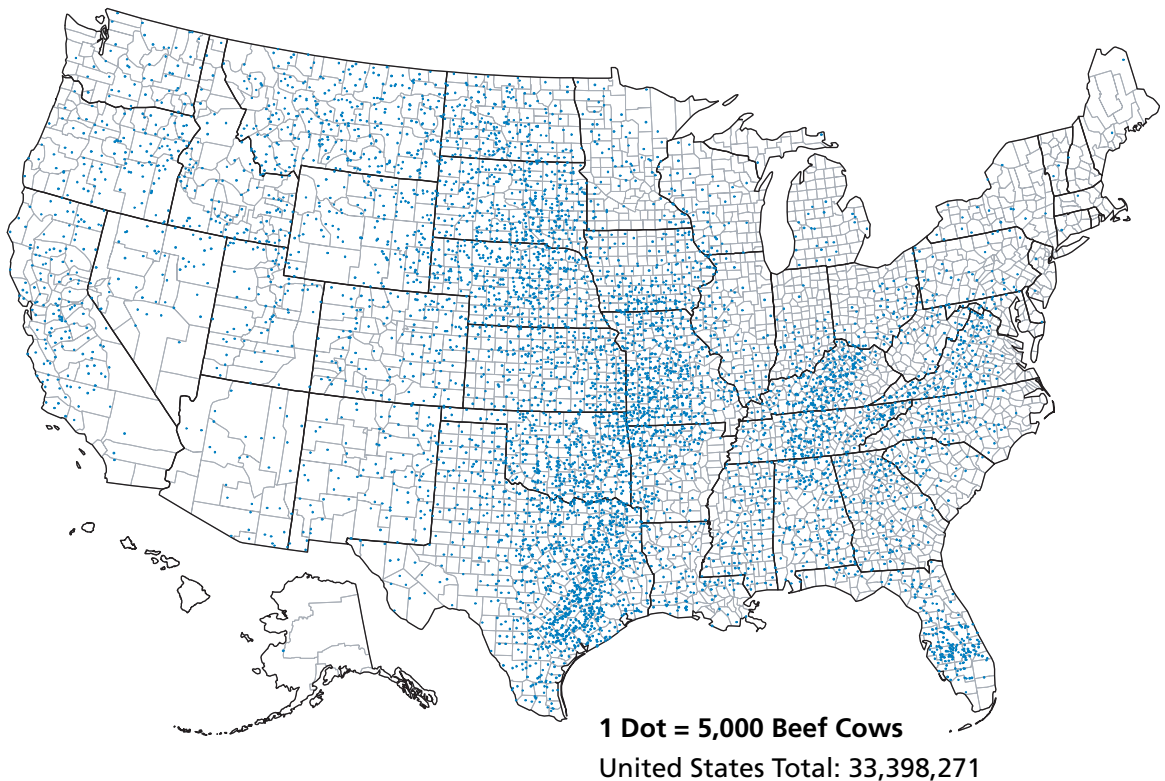 1 Dot = 5,000 Beef Cows
United States Total: 33,398,271